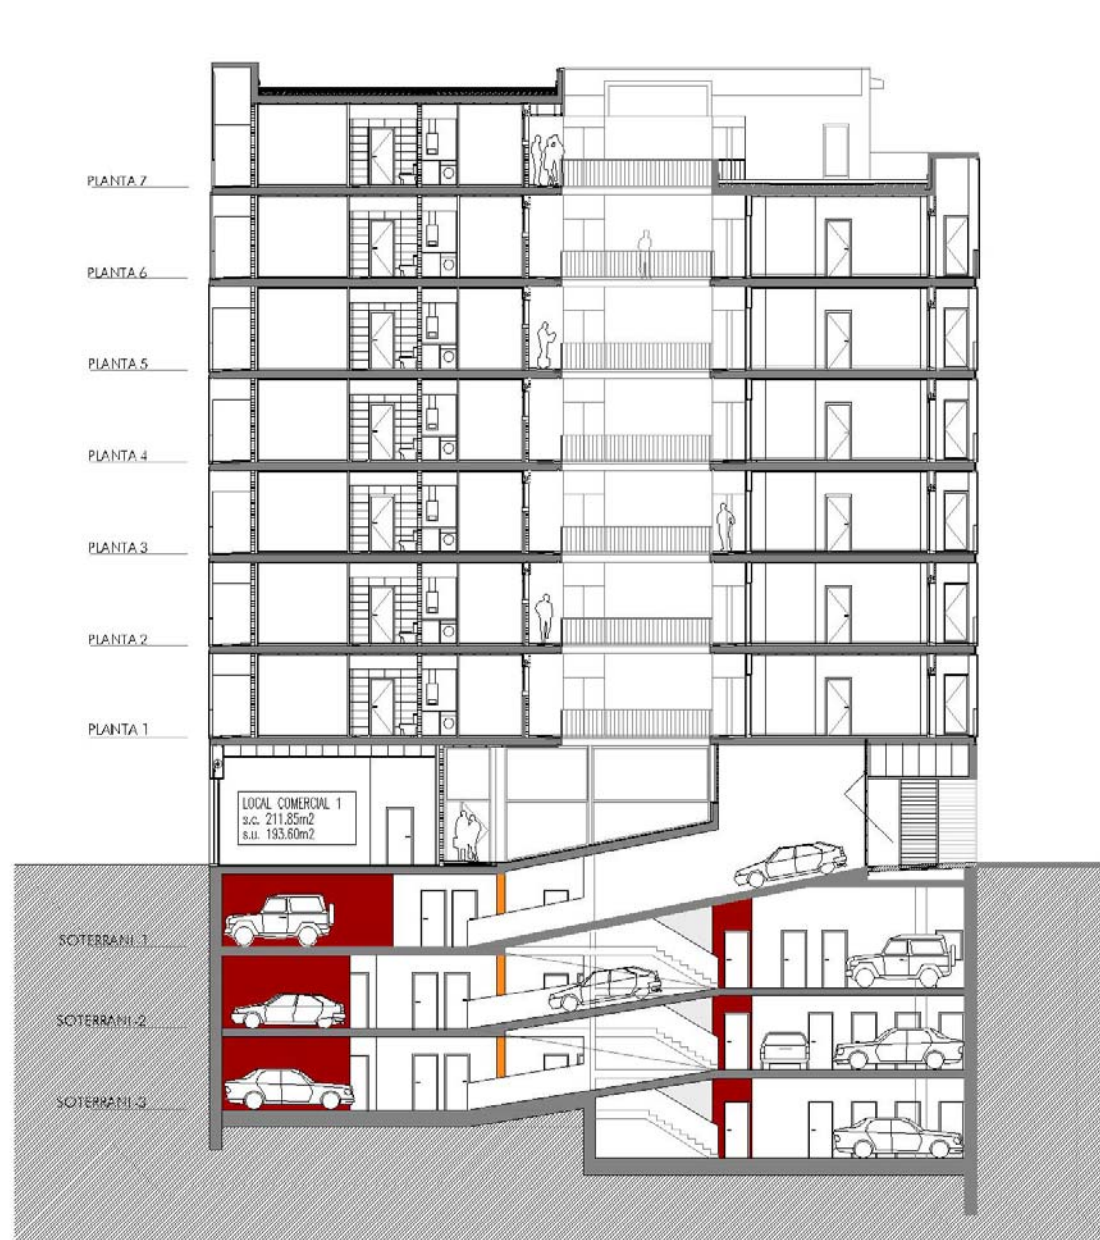 PLANTA 7
PLANTA 6
PLANTA 5
PLANTA 4
PLANTA 3
PLANTA 2
PLANTA 1
LOCAL COMERCIAL 1
s.c. 211.85m2
s.u. 193.60m2
SOTERRANI -1
SOTERRANI -2
SOTERRANI -3